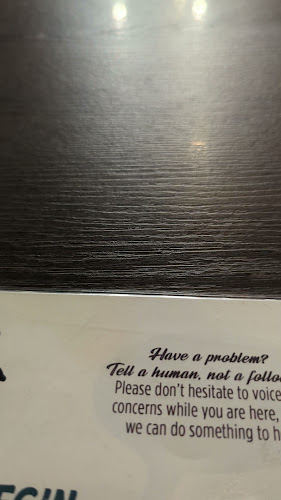 Have a problem?
Tell a human, not a
Please don't hesitate to voice
concerns while you are here,
we can do something to